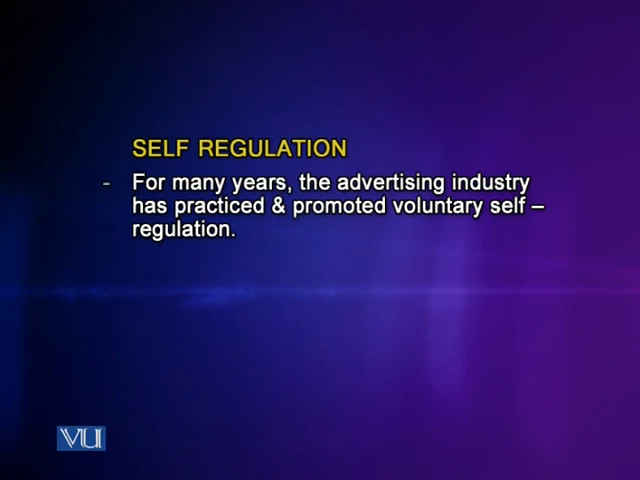 SELF REGULATION
- For many years, the advertising industry
has practiced & promoted voluntary self –
regulation.
VU